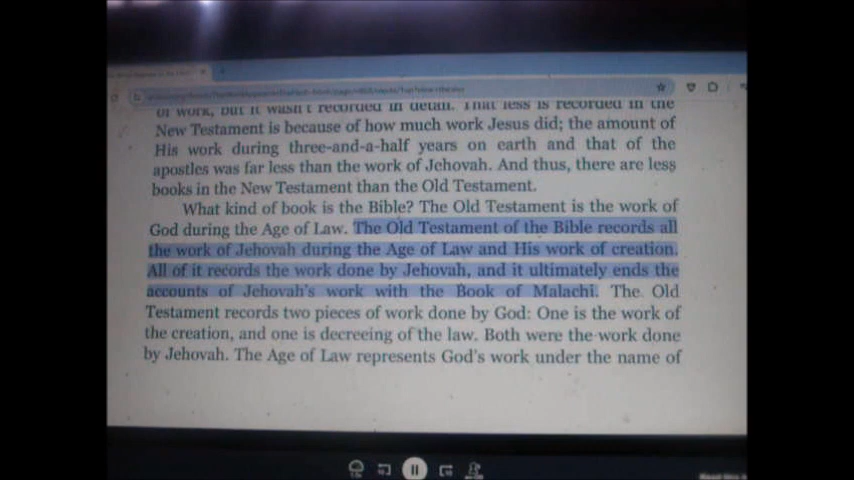 of work, but it wasn't recorded in detail. That less is recorded in the
New Testament is because of how much work Jesus did; the amount of
His work during three-and-a-half years on earth and that of the
apostles was far less than the work of Jehovah. And thus, there are less
books in the New Testament than the Old Testament.
What kind of book is the Bible? The Old Testament is the work of
God during the Age of Law. The Old Testament of the Bible records all
the work of Jehovah during the Age of Law and His work of creation.
All of it records the work done by Jehovah, and it ultimately ends the
accounts of Jehovah's work with the Book of Malachi. The Old
Testament records two pieces of work done by God: One is the work of
the creation, and one is decreeing of the law. Both were the work done
by Jehovah. The Age of Law represents God's work under the name of